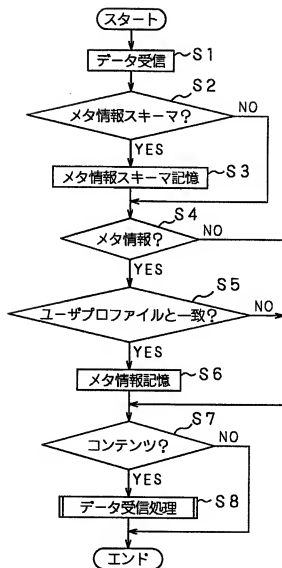 スタート
データ受信 S1
メタ情報スキーマ? S2
NO
YES
メタ情報スキーマ記憶 S3
メタ情報? S4
NO
YES
ユーザプロファイルと一致? S5
NO
YES
メタ情報記憶 S6
コンテンツ? S7
NO
YES
データ受信処理 S8
エンド